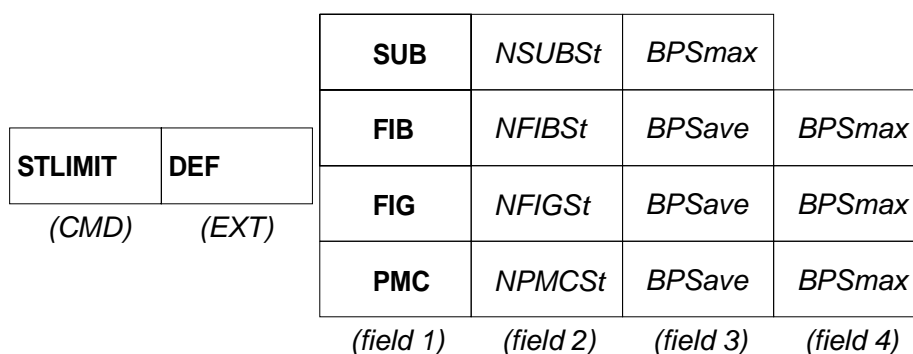 SUB NSUBSt BPSmax
FIB NFIBSt BPSave BPSmax
STLIMIT DEF
FIG NFIGSt BPSave BPSmax
(CMD) (EXT)
PMC NPMCSt BPSave BPSmax
(field 1) (field 2) (field 3) (field 4)